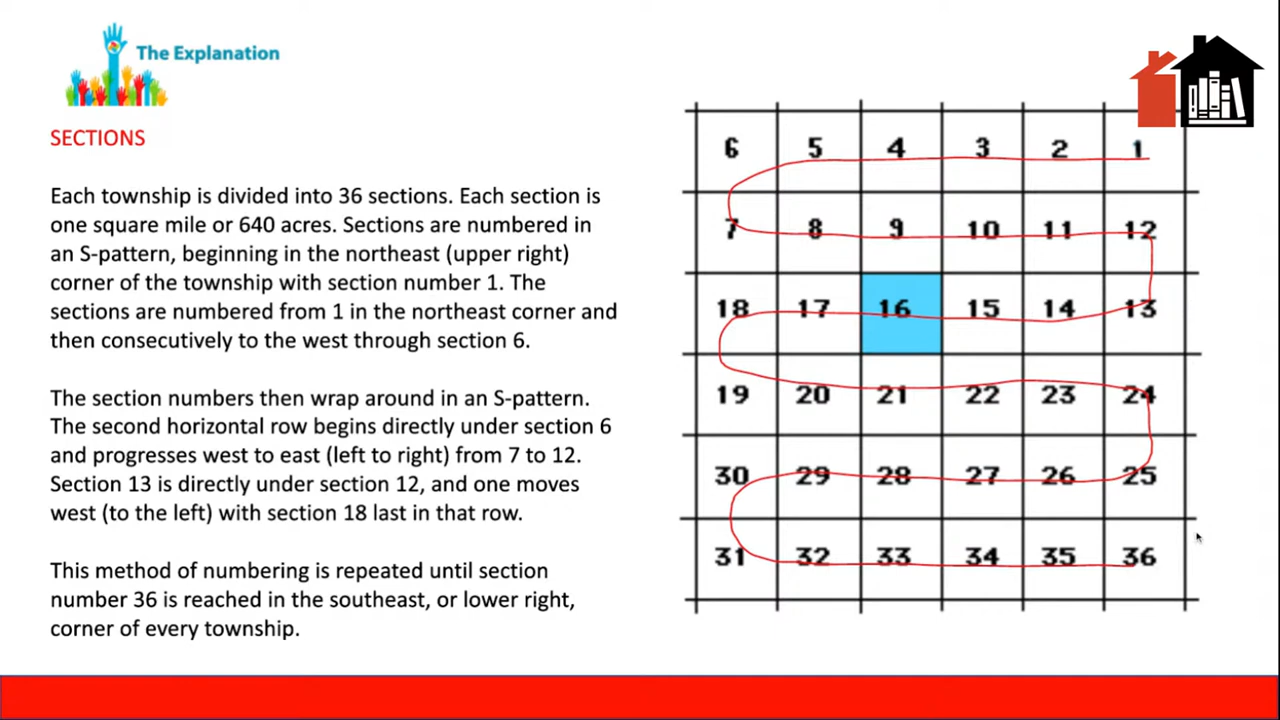 The Explanation
SECTIONS
Each township is divided into 36 sections. Each section is
one square mile or 640 acres. Sections are numbered in
an S-pattern, beginning in the northeast (upper right)
corner of the township with section number 1. The
sections are numbered from 1 in the northeast corner and
then consecutively to the west through section 6.
The section numbers then wrap around in an S-pattern.
The second horizontal row begins directly under section 6
and progresses west to east (left to right) from 7 to 12.
Section 13 is directly under section 12, and one moves
west (to the left) with section 18 last in that row.
This method of numbering is repeated until section
number 36 is reached in the southeast, or lower right,
corner of every township.
6 5 4 3 2 1
7 8 9 10 11 12
18 17 16 15 14 13
19 20 21 22 23 24
30 29 28 27 26 25
31 32 33 34 35 36